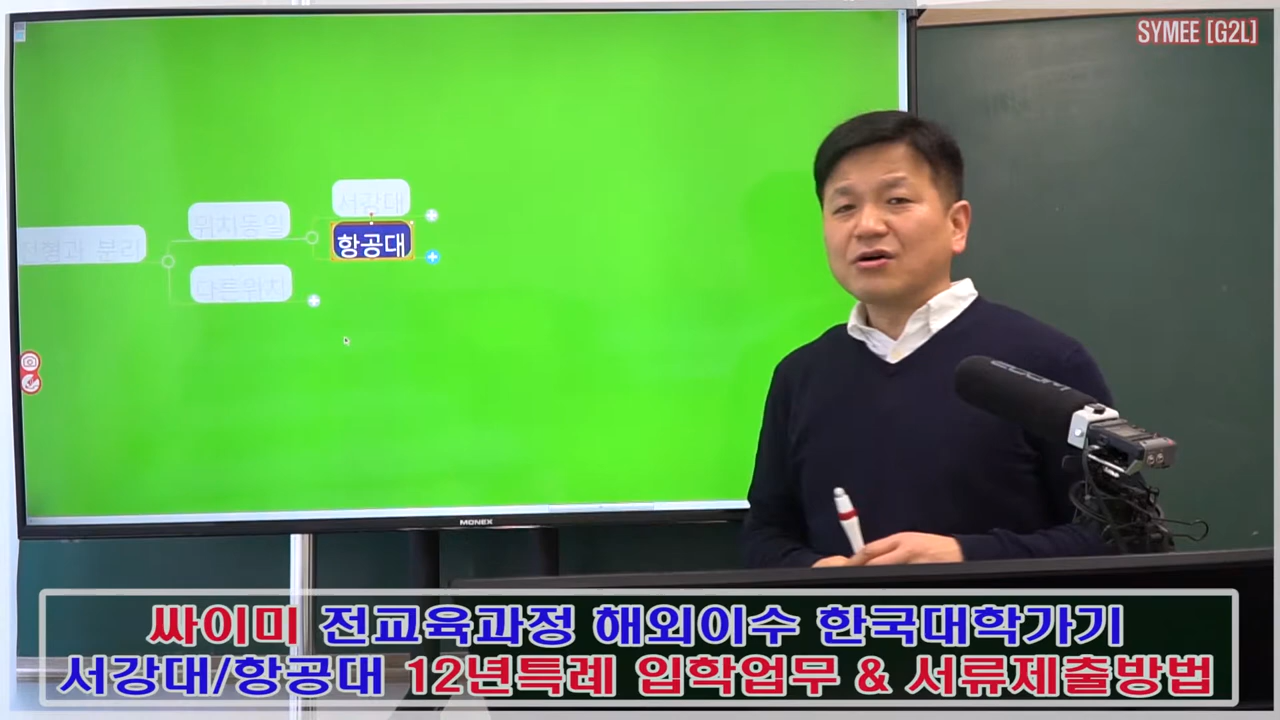 SYMEE [G2L]
서강대
위치동일
항공대
전형과 분리
다른위치
MONEX
싸이미 전교육과정 해외이수 한국대학가기
서강대/항공대 12년특례 입학업무 & 서류제출방법